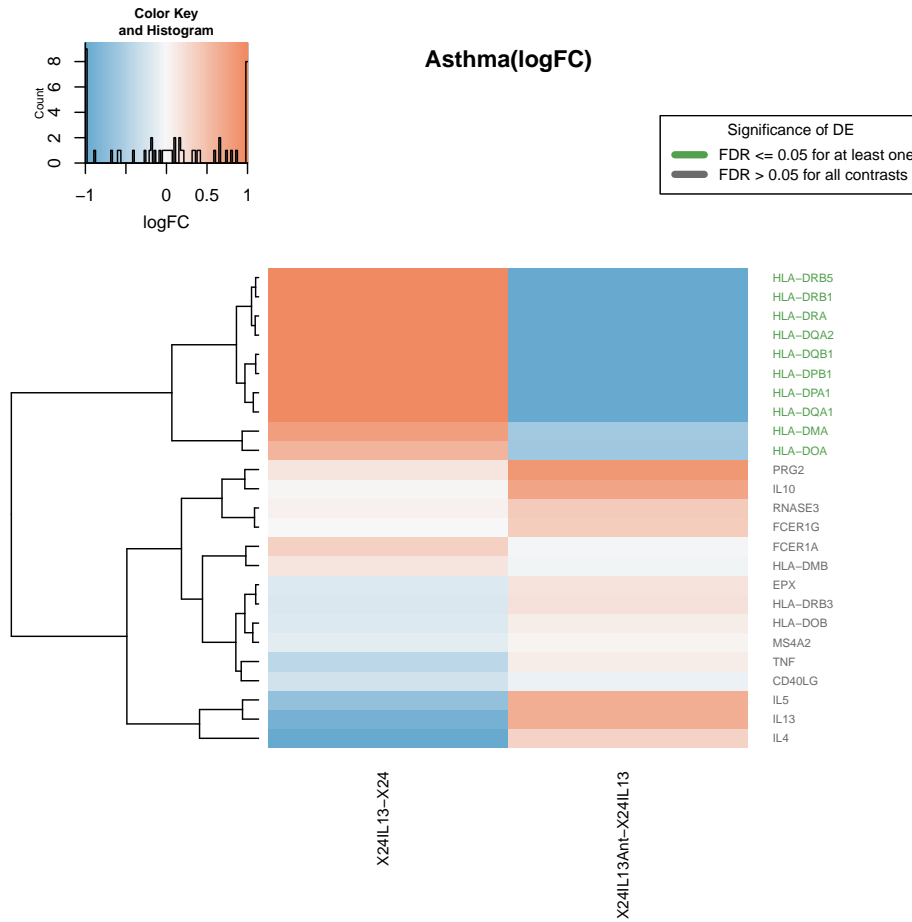 Color Key
and Histogram
Count
0
2
4
6
8
−1
0
0.5
1
logFC
Asthma(logFC)
Significance of DE
FDR <= 0.05 for at least one
FDR > 0.05 for all contrasts
HLA−DRB5
HLA−DRB1
HLA−DRA
HLA−DQA2
HLA−DQB1
HLA−DPB1
HLA−DPA1
HLA−DQA1
HLA−DMA
HLA−DOA
PRG2
IL10
RNASE3
FCER1G
FCER1A
HLA−DMB
EPX
HLA−DRB3
HLA−DOB
MS4A2
TNF
CD40LG
IL5
IL13
IL4
X24IL13−X24
X24IL13Ant−X24IL13